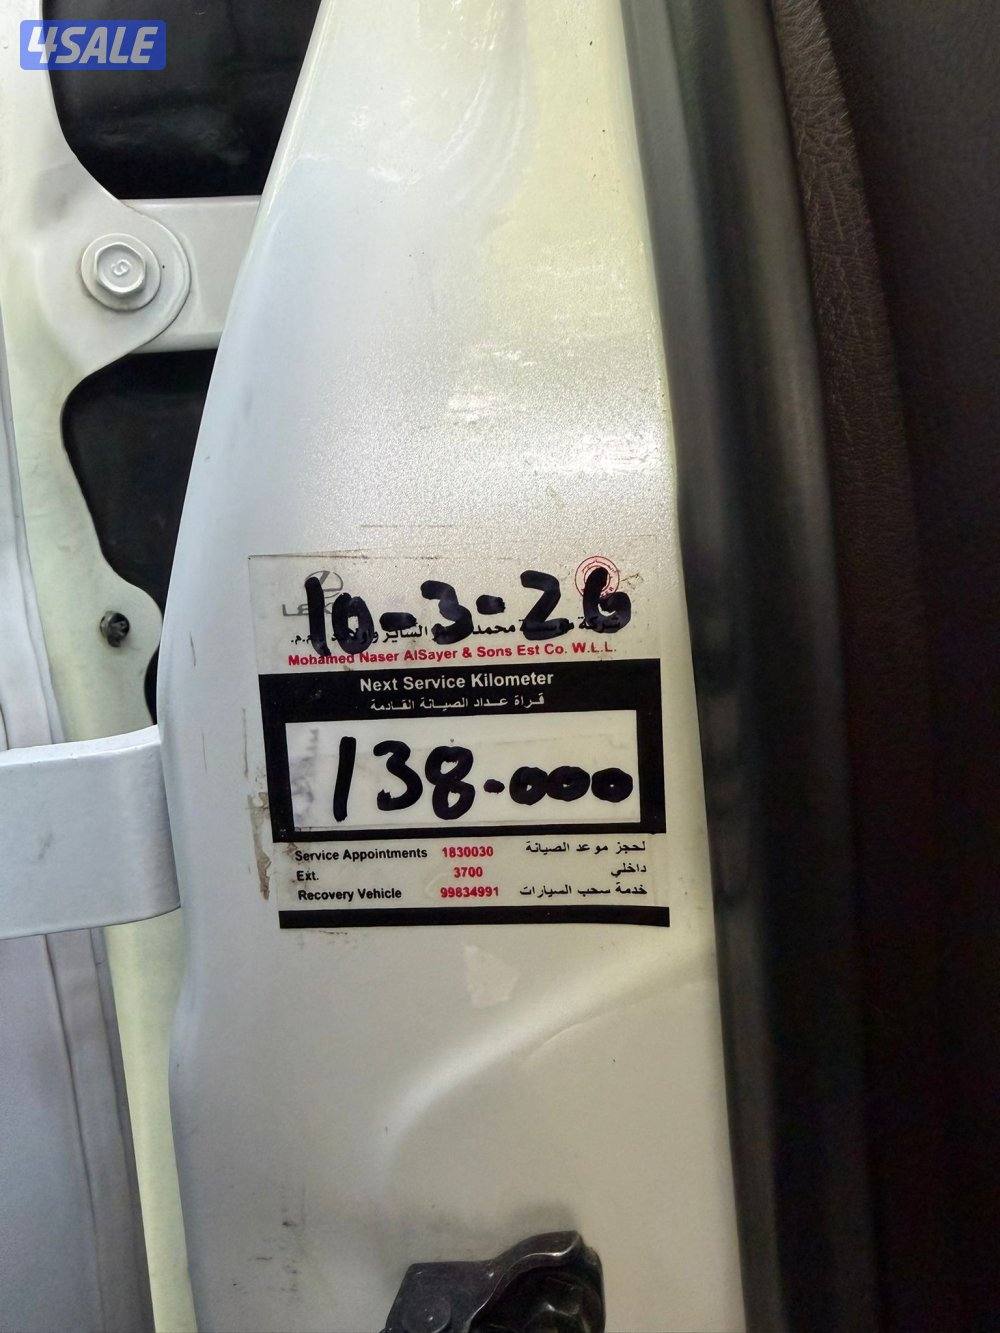 4SALE
10-3-26
Mohamed Naser AlSayer & Sons Est Co. W.L.L.
Next Service Kilometer
قراة عداد الصيانة القادمة
138.000
Service Appointments 1830030 لحجز موعد الصيانة
Ext. 3700 داخلي
Recovery Vehicle 99834991 خدمة سحب السيارات